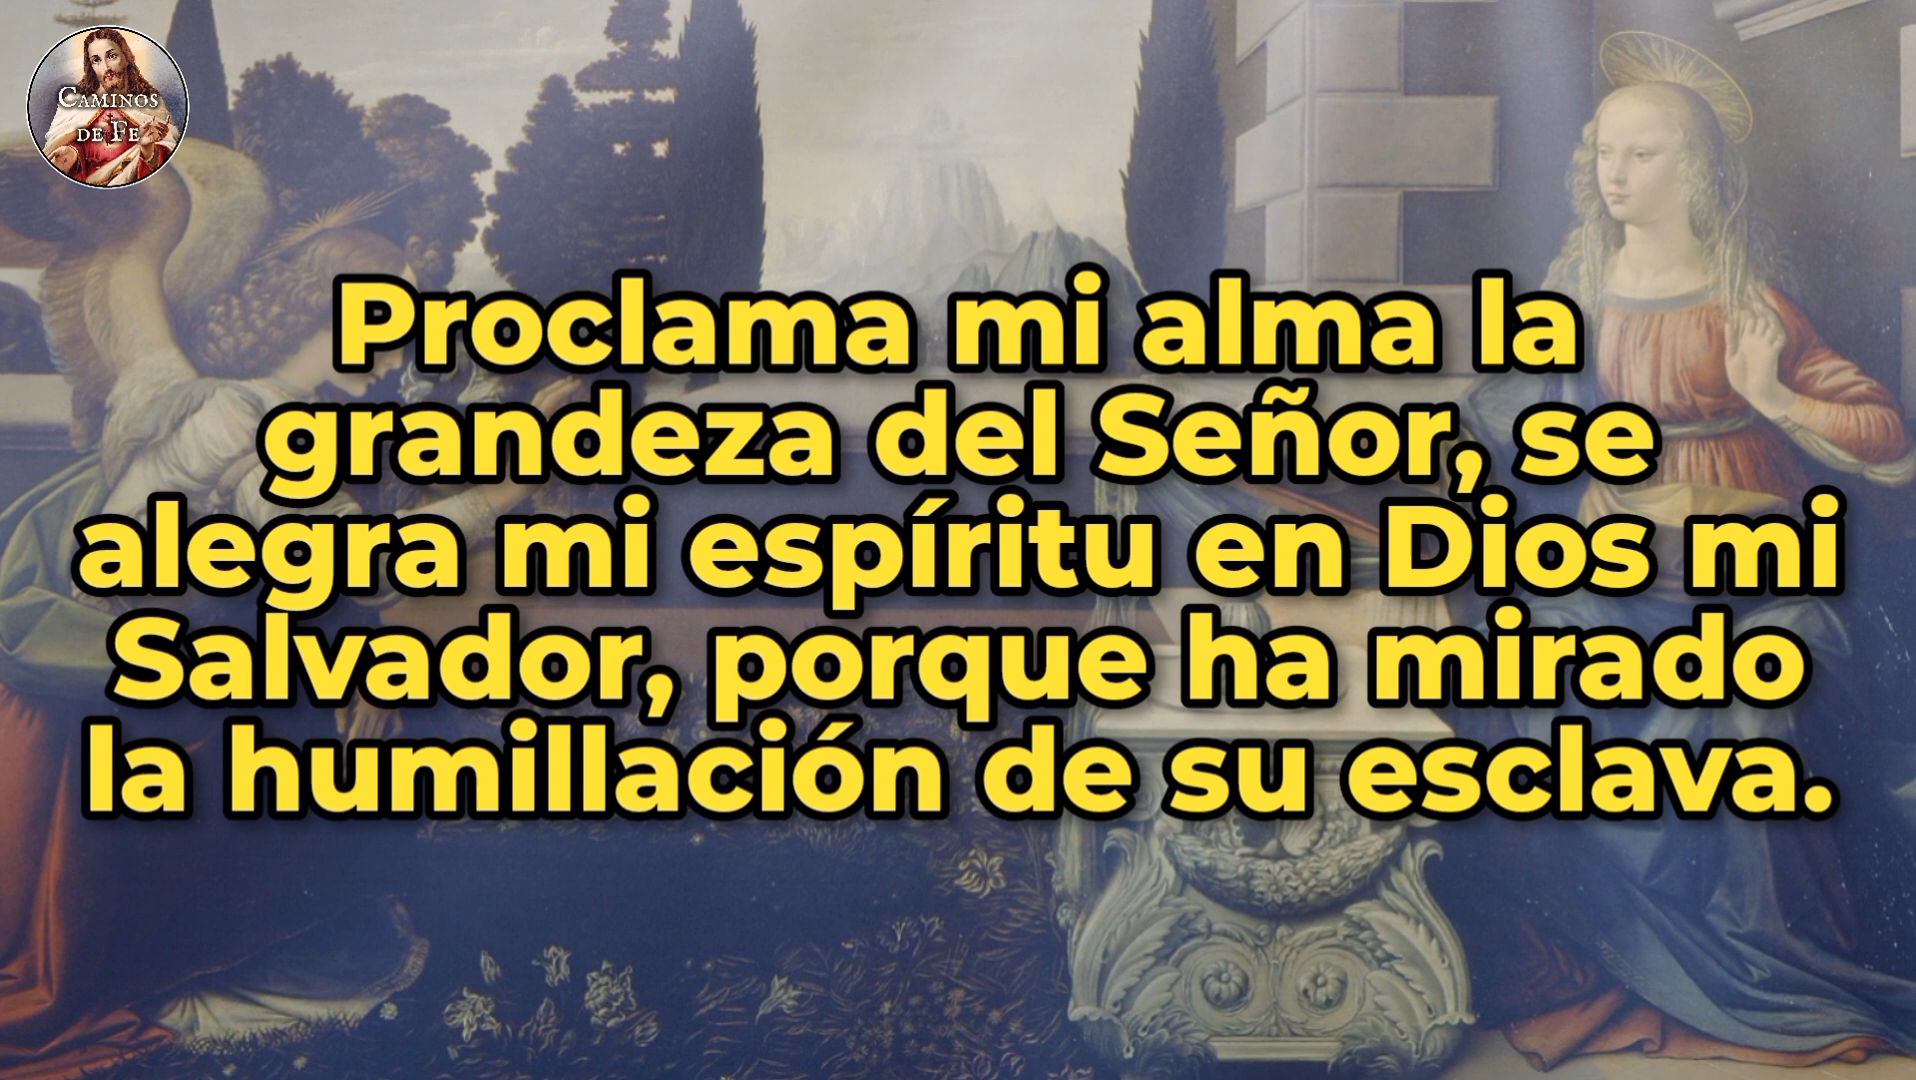 CAMINOS
DE FE
Proclama mi alma la
grandeza del Señor, se
alegra mi espíritu en Dios mi
Salvador, porque ha mirado
la humillación de su esclava.